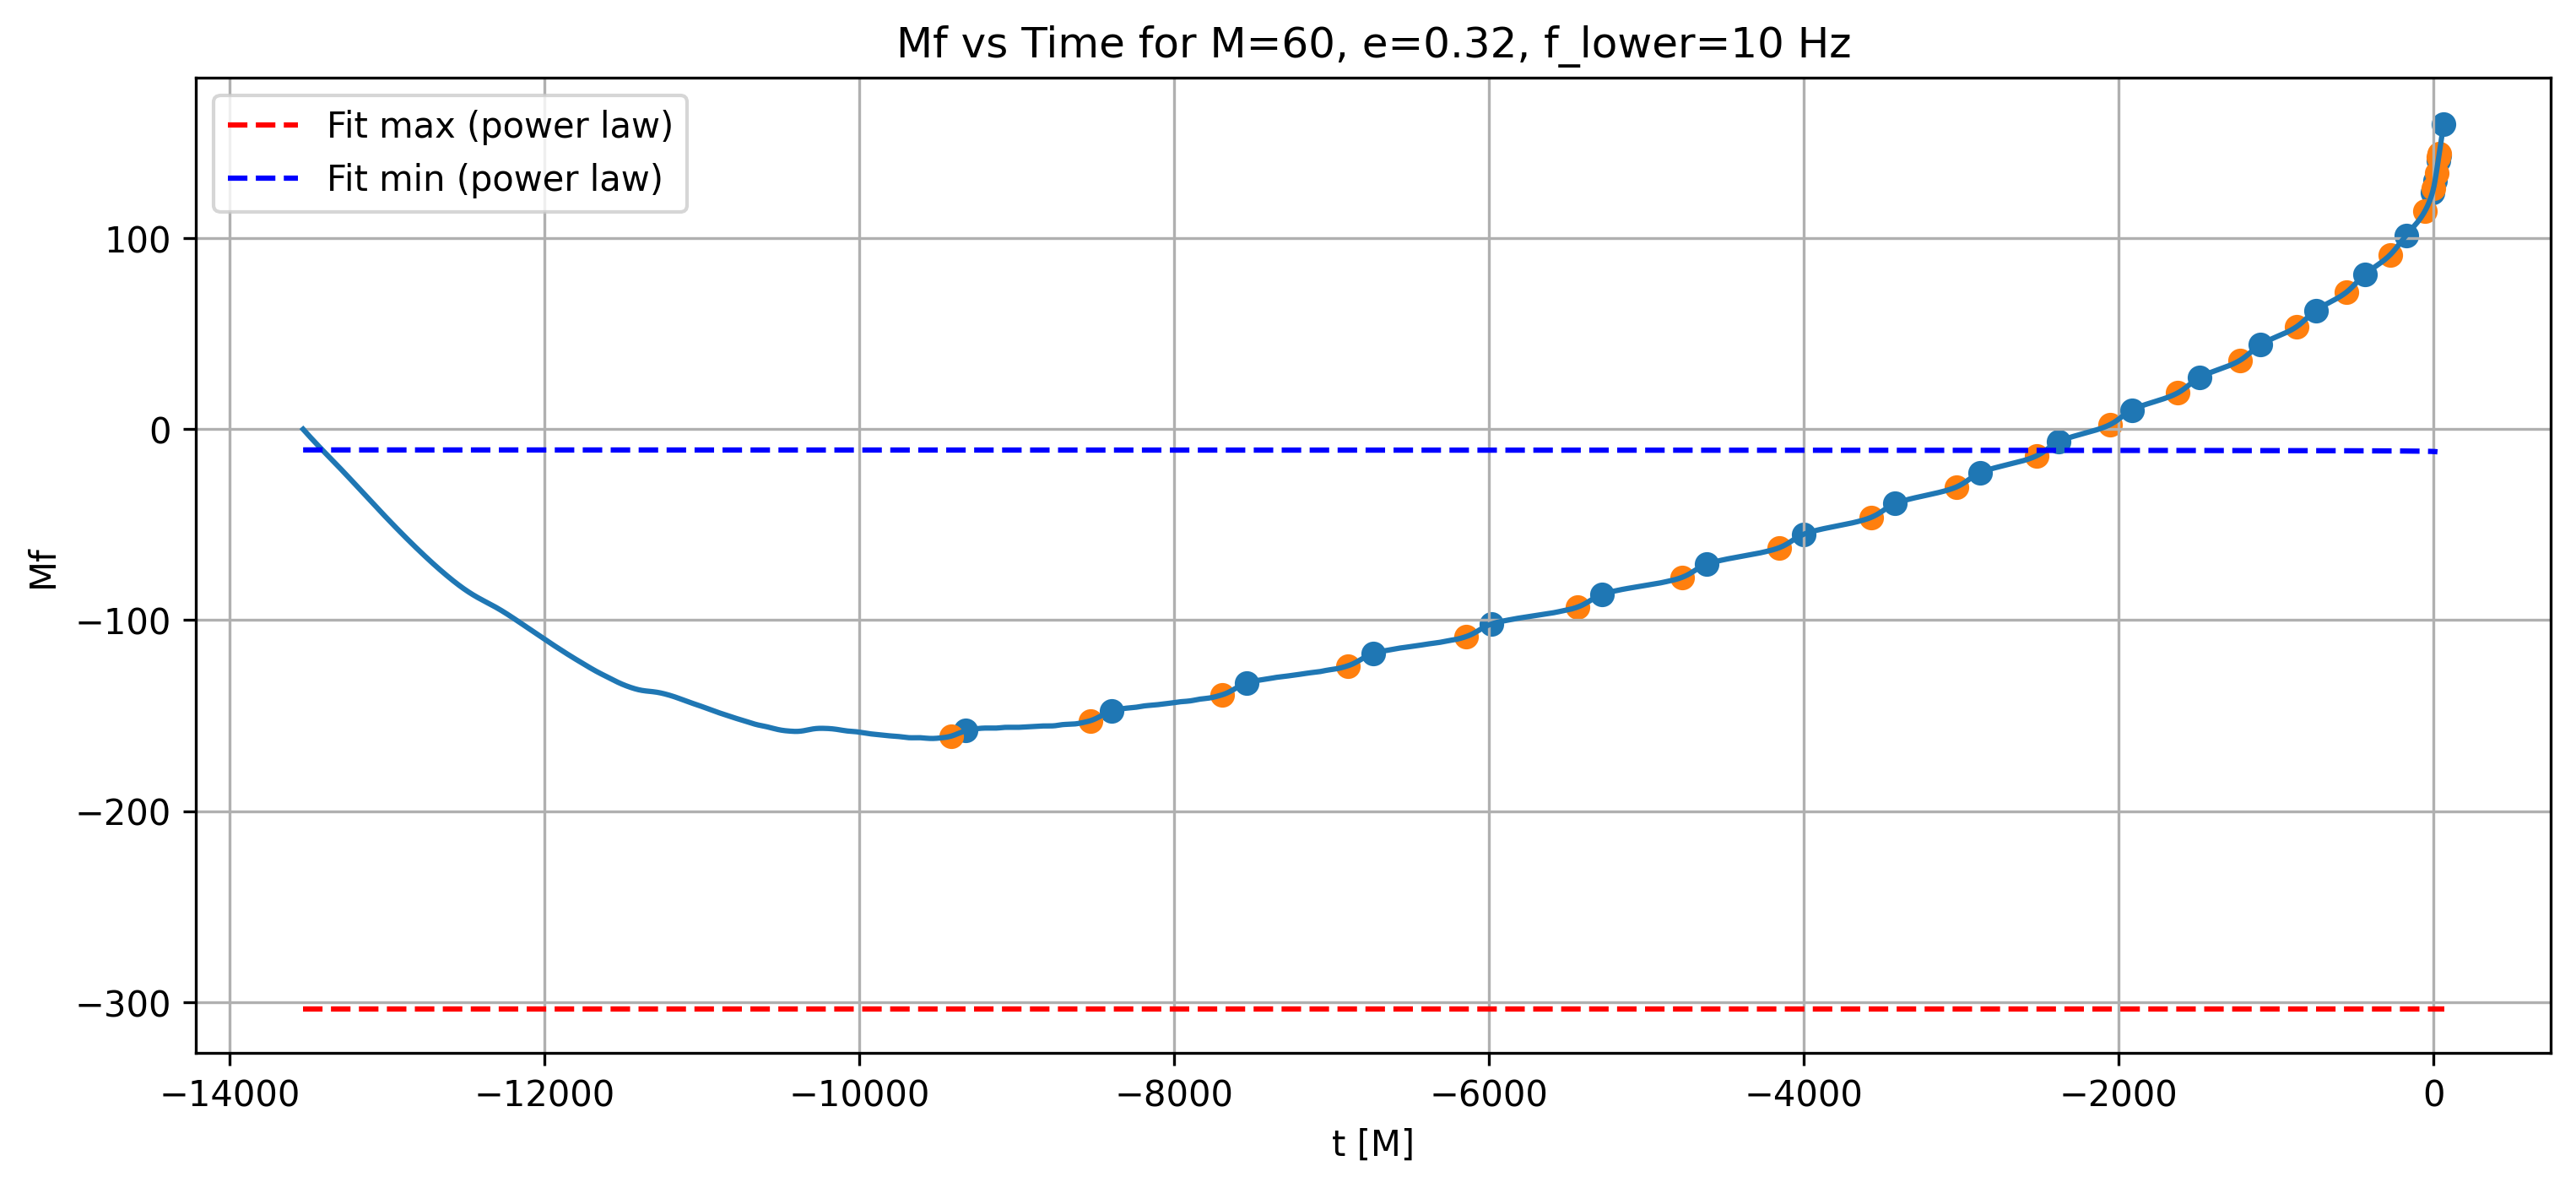 Mf vs Time for M=60, e=0.32, f_lower=10 Hz
Fit max (power law)
Fit min (power law)
100
0
−100
−200
−300
Mf
−14000 −12000 −10000 −8000 −6000 −4000 −2000 0
t [M]